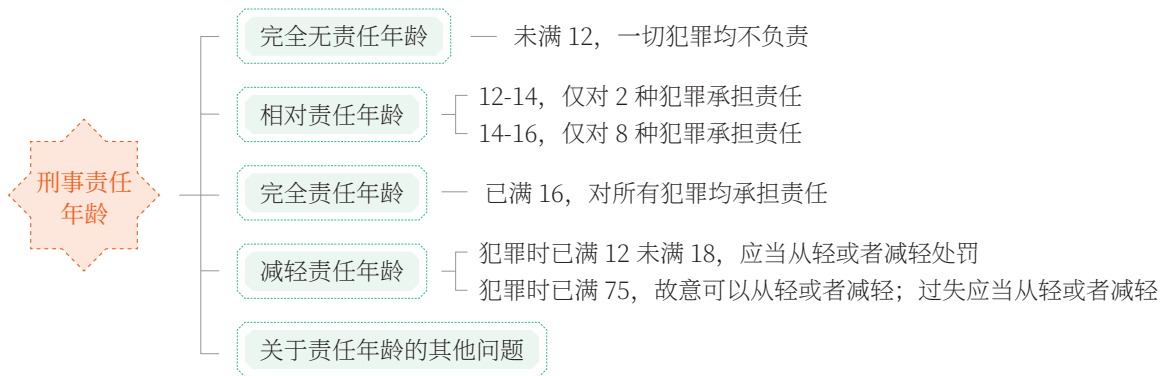 完全无责任年龄
未满 12，一切犯罪均不负责
相对责任年龄
12-14，仅对 2 种犯罪承担责任
14-16，仅对 8 种犯罪承担责任
刑事责任
年龄
完全责任年龄
已满 16，对所有犯罪均承担责任
减轻责任年龄
犯罪时已满 12 未满 18，应当从轻或者减轻处罚
犯罪时已满 75，故意可以从轻或者减轻；过失应当从轻或者减轻
关于责任年龄的其他问题